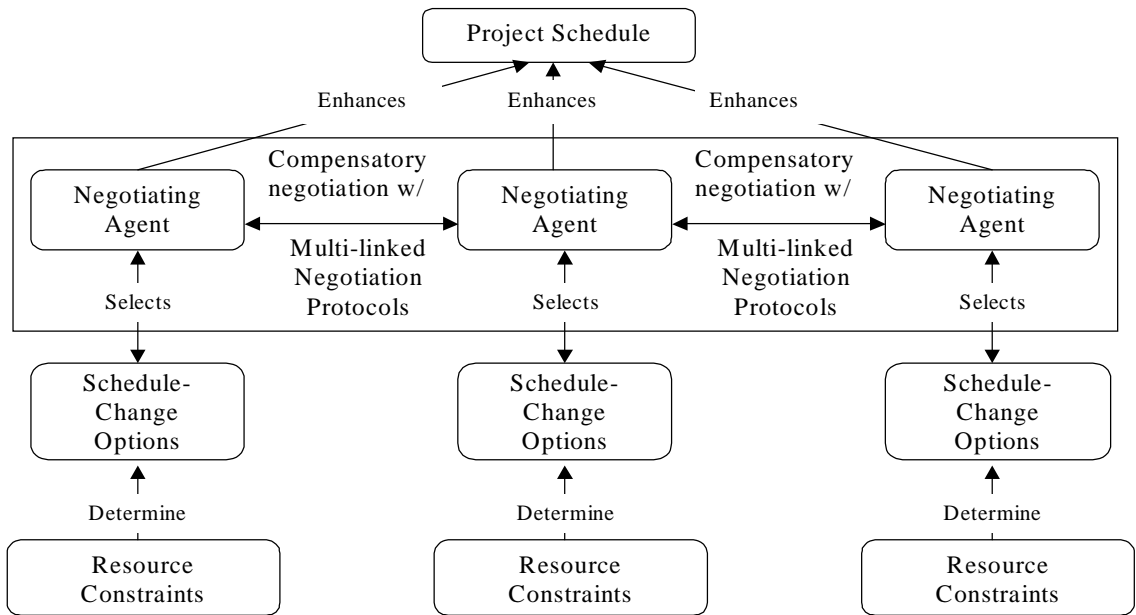 Project Schedule
Enhances
Enhances
Enhances
Compensatory
negotiation w/
Compensatory
negotiation w/
Negotiating
Agent
Negotiating
Agent
Negotiating
Agent
Multi-linked
Negotiation
Protocols
Multi-linked
Negotiation
Protocols
Selects
Selects
Selects
Schedule-
Change
Options
Schedule-
Change
Options
Schedule-
Change
Options
Determine
Determine
Determine
Resource
Constraints
Resource
Constraints
Resource
Constraints